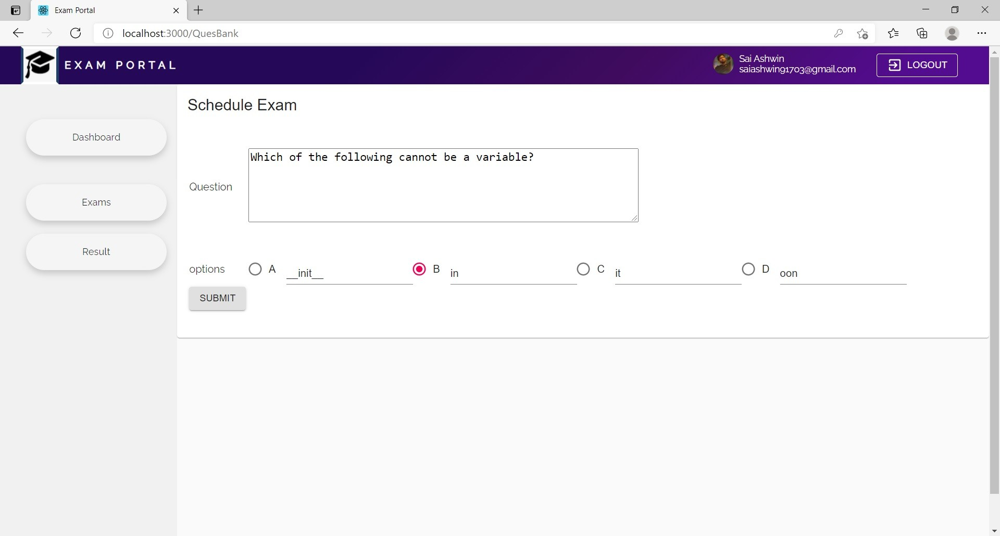 Exam Portal
localhost:3000/QuesBank
EXAM PORTAL
Sai Ashwin
saiashwin91703@gmail.com
LOGOUT
Dashboard
Exams
Result
Schedule Exam
Question
Which of the following cannot be a variable?
options
A
__init__
B
in
C
it
D
oon
SUBMIT